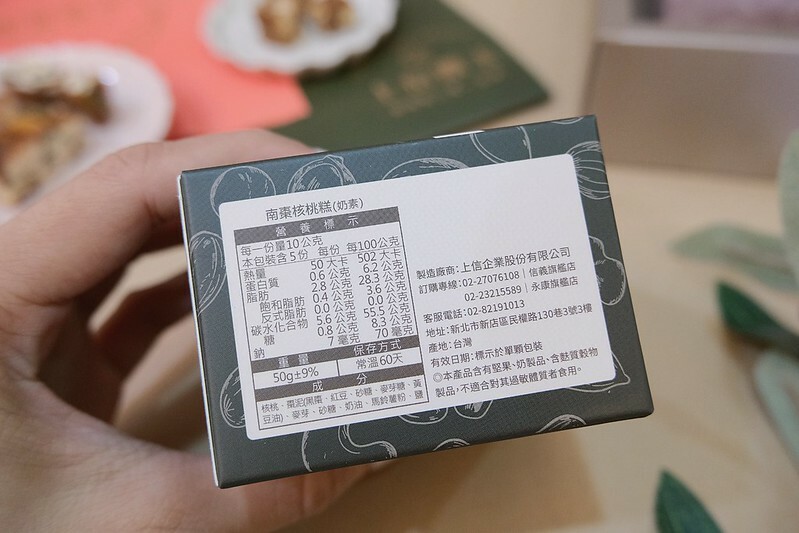 南棗核桃糕(奶素)
營養標示
每一份量10公克
本包裝含5份 每份 每100公克
熱量 50 大卡 502 大卡
蛋白質 0.6 公克 6.2 公克
脂肪 2.8 公克 28.3 公克
飽和脂肪 0.4 公克 3.6 公克
反式脂肪 0.0 公克 0.0 公克
碳水化合物 5.6 公克 55.5 公克
糖 0.8 公克 8.3 公克
鈉 7 毫克 70 毫克
重量 保存方式
50g±9% 常溫60天
成分
核桃、棗泥(黑棗、紅豆、砂糖、麥芽糖、黃
豆油)、麥芽、砂糖、奶油、馬鈴薯粉、鹽
製造廠商:上信企業股份有限公司
訂購專線:02-27076108│信義旗艦店
02-23215589│永康旗艦店
客服電話:02-82191013
地址:新北市新店區民權路130巷3號3樓
產地:台灣
有效日期:標示於單顆包裝
◎本產品含有堅果、奶製品、含麩質穀物
製品,不適合對其過敏體質者食用。